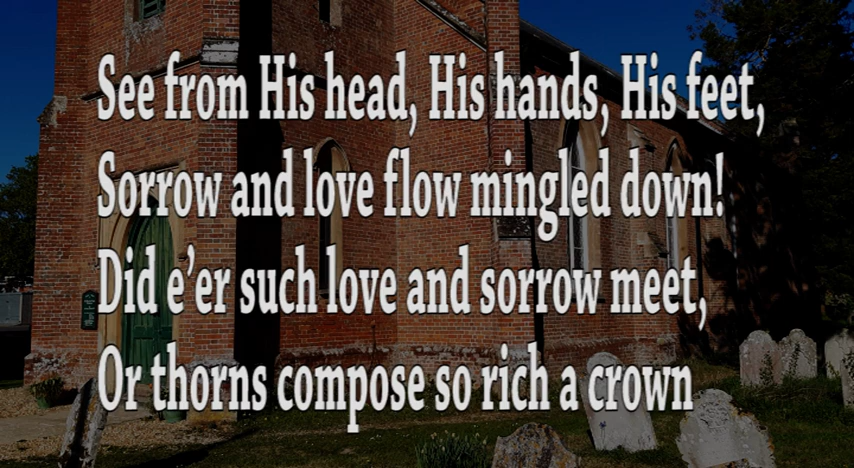 See from His head, His hands, His feet,
Sorrow and love flow mingled down!
Did e’er such love and sorrow meet,
Or thorns compose so rich a crown